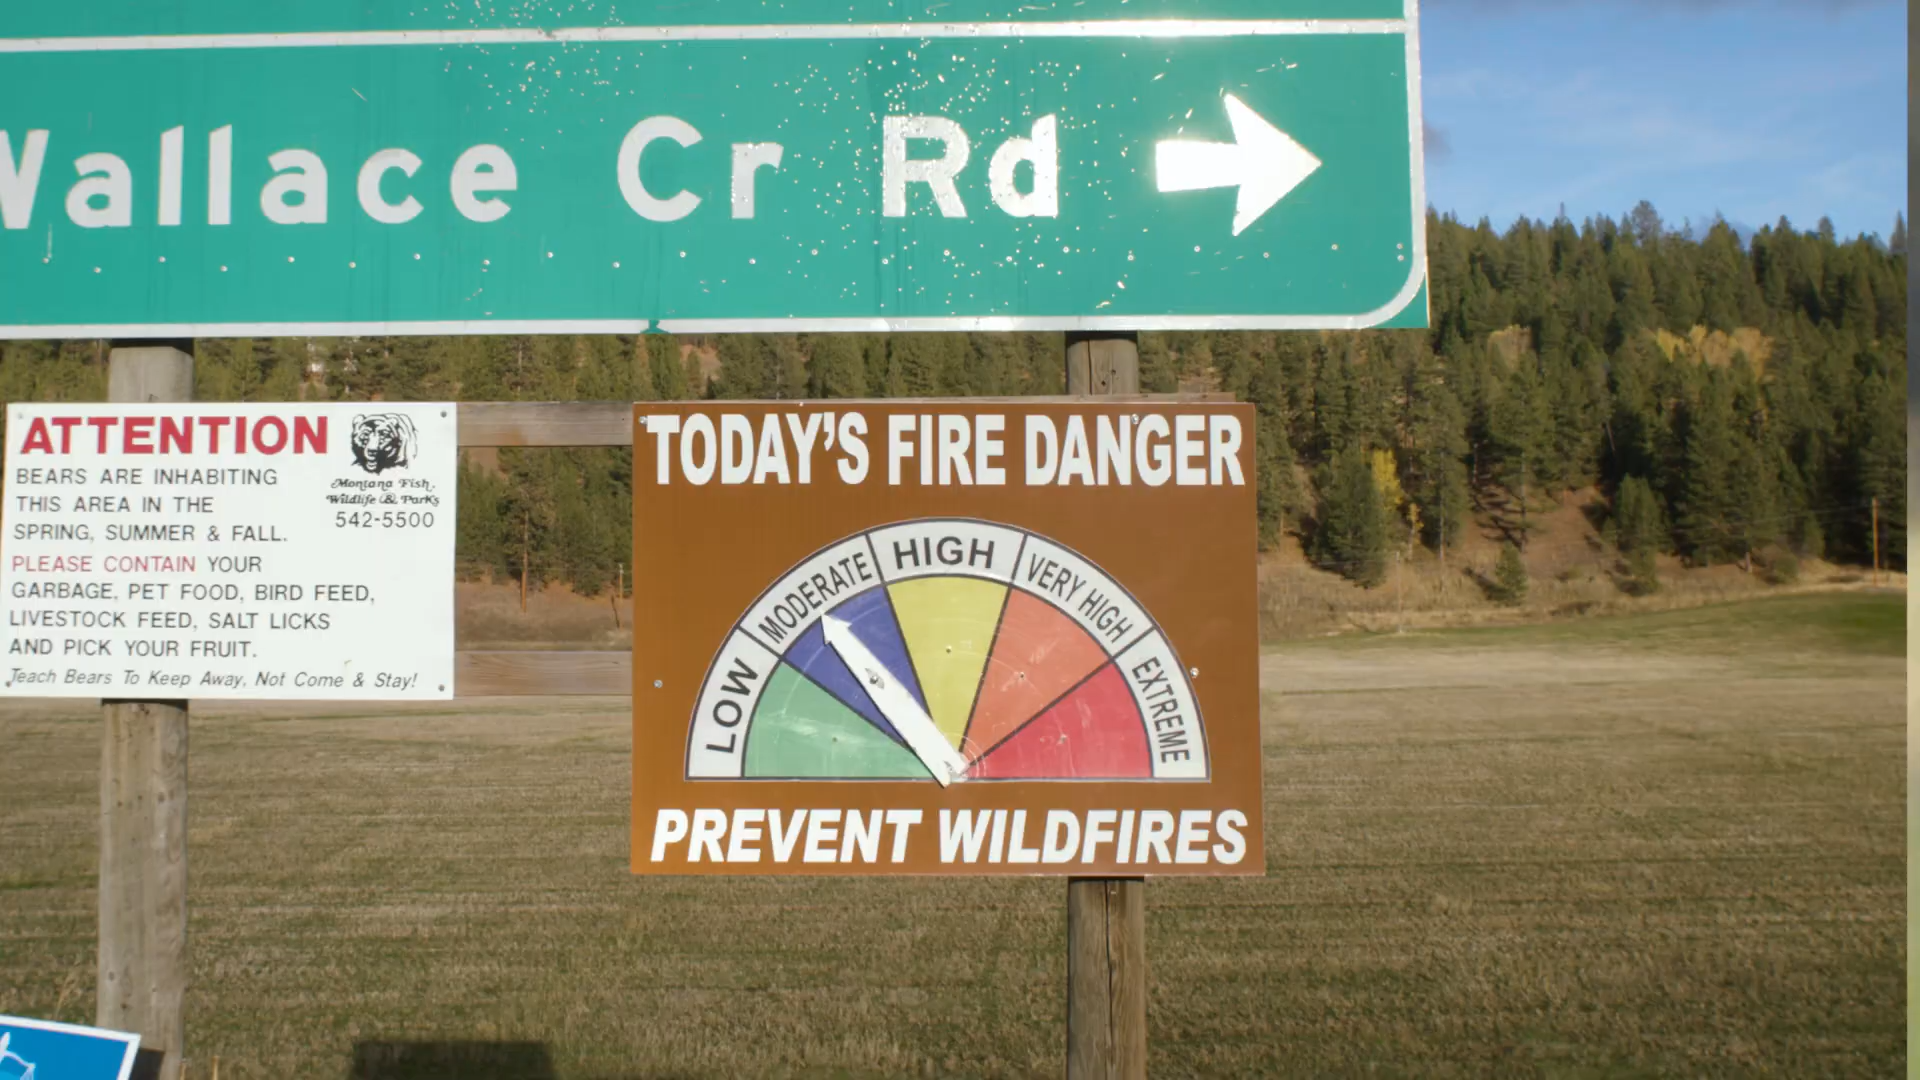 Wallace Cr Rd
ATTENTION
BEARS ARE INHABITING
THIS AREA IN THE
SPRING, SUMMER & FALL.
PLEASE CONTAIN YOUR
GARBAGE, PET FOOD, BIRD FEED,
LIVESTOCK FEED, SALT LICKS
AND PICK YOUR FRUIT.
Teach Bears To Keep Away, Not Come & Stay!
Montana Fish,
Wildlife & Parks
542-5500
TODAY'S FIRE DANGER
LOW
MODERATE
HIGH
VERY HIGH
EXTREME
PREVENT WILDFIRES